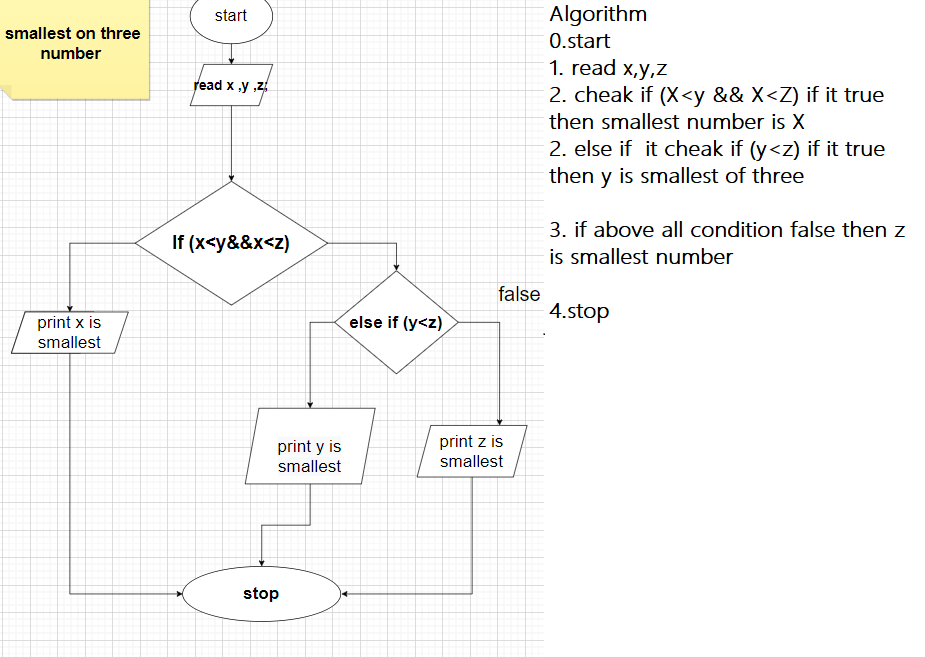 smallest on three
number
start
read x ,y ,z;
If (x<y&&x<z)
print x is
smallest
else if (y<z)
false
print y is
smallest
print z is
smallest
stop
Algorithm
0.start
1. read x,y,z
2. cheak if (X<y && X<Z) if it true
then smallest number is X
2. else if  it cheak if (y<z) if it true
then y is smallest of three
3. if above all condition false then z
is smallest number
4.stop